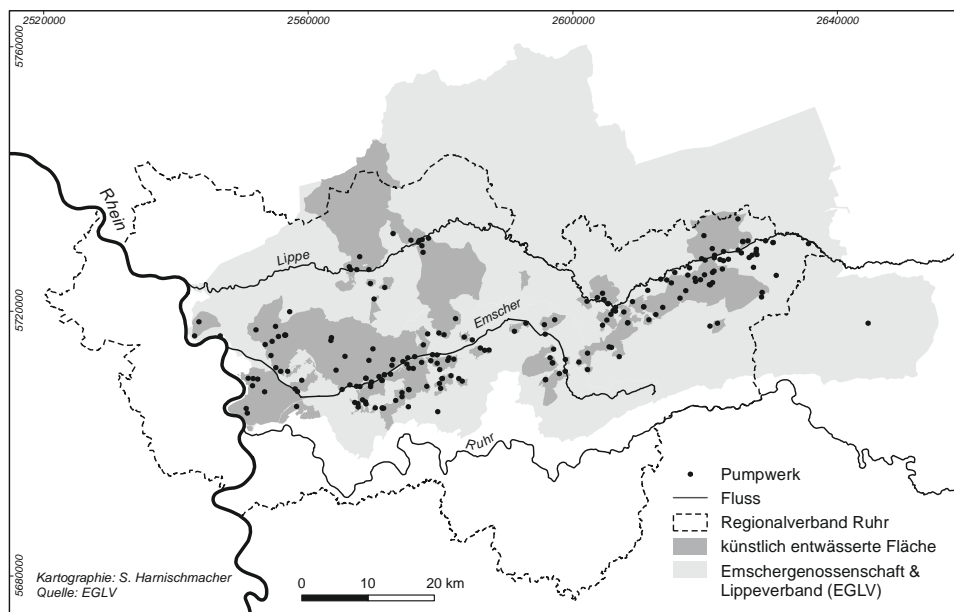 2520000
2560000
2600000
2640000
5760000
Rhein
Lippe
5720000
Emscher
Ruhr
Pumpwerk
Fluss
Regionalverband Ruhr
künstlich entwässerte Fläche
Emschergenossenschaft &
Lippeverband (EGLV)
5680000
Kartographie: S. Harnischmacher
Quelle: EGLV
0 10 20 km